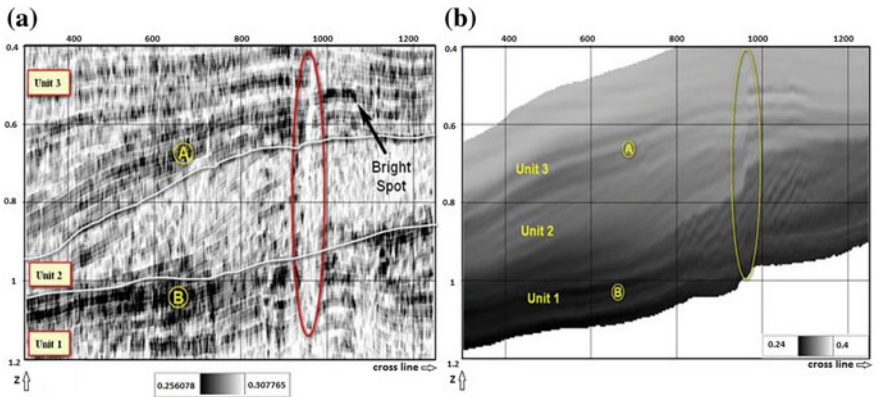 (a)
400 600 800 1000 1200
0.4
0.6
0.8
1
1.2
Unit 3
A
Bright
Spot
Unit 2
B
Unit 1
Z
cross line
0.256078 0.307765
(b)
400 600 800 1000 1200
0.4
0.6
0.8
1
1.2
A
Unit 3
Unit 2
Unit 1
B
0.24 0.4
Z
cross line